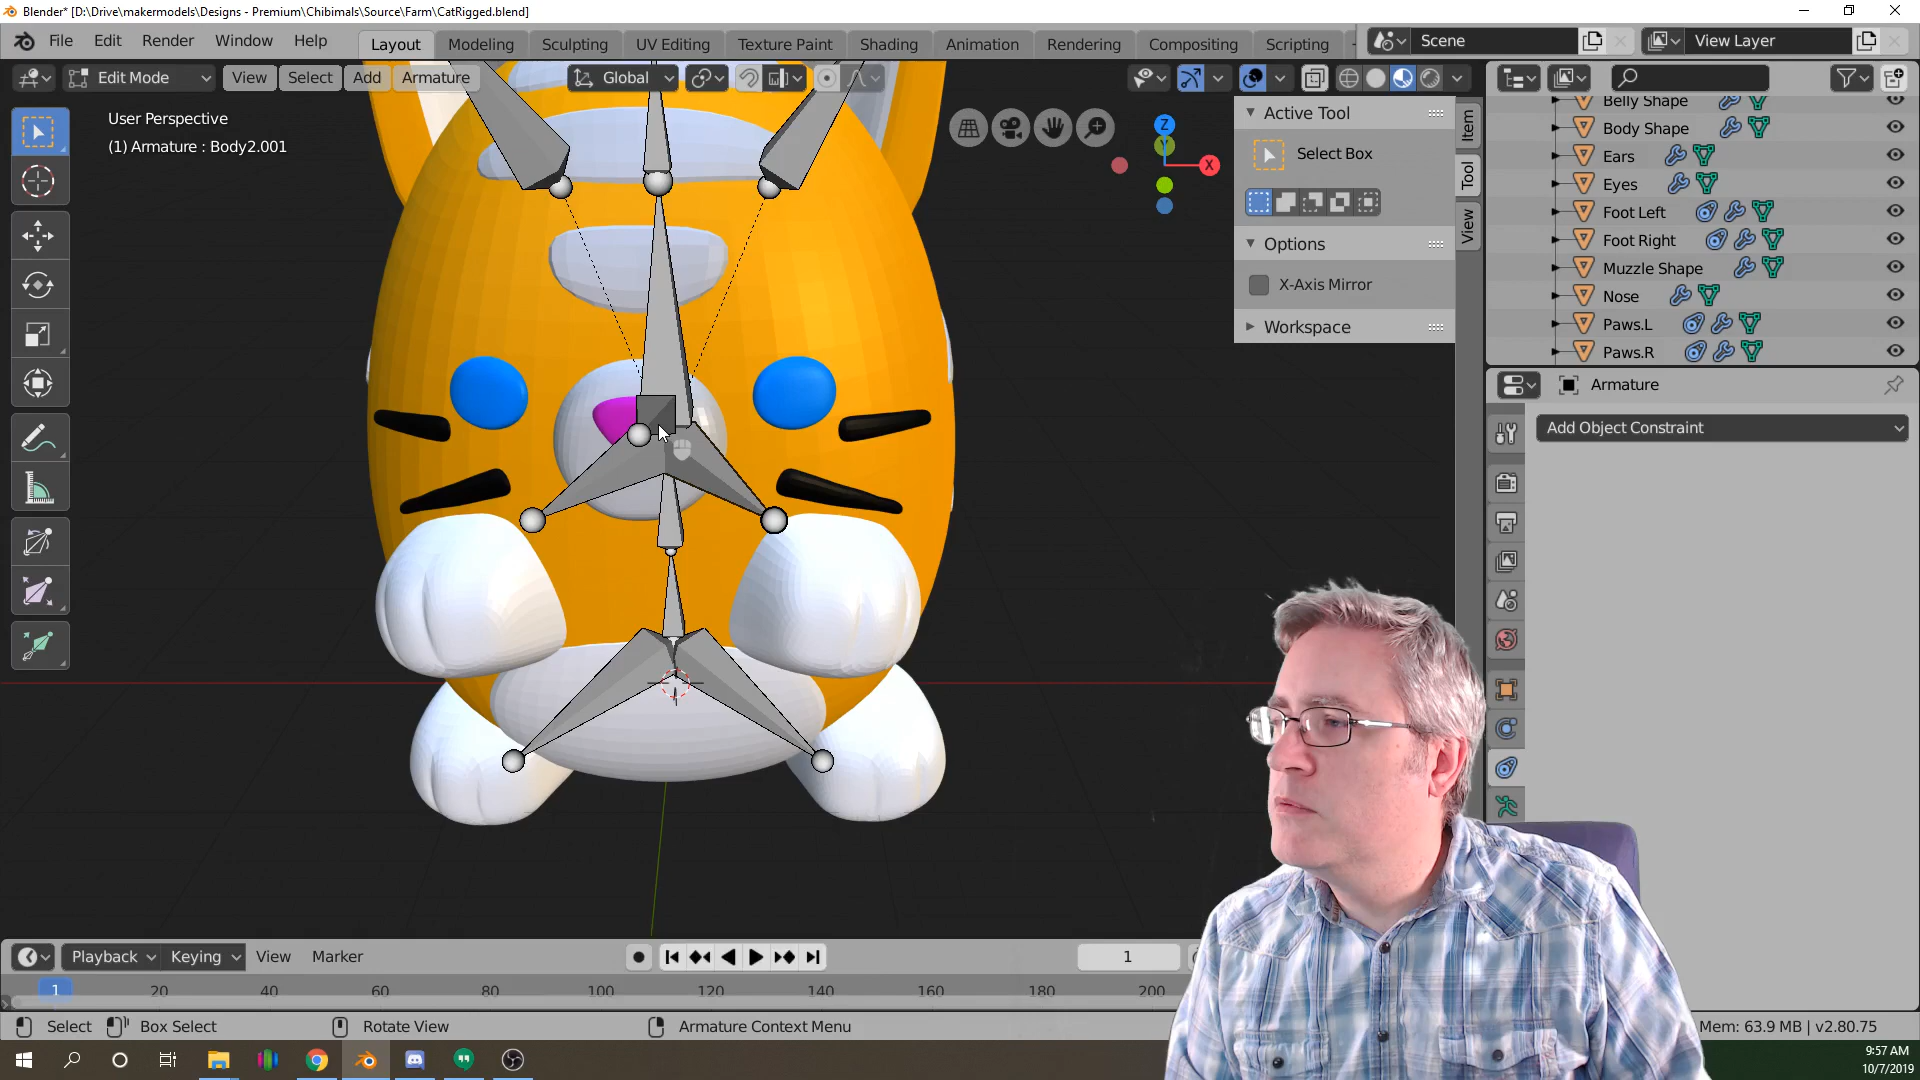 Blender* [D:\Drive\makermodels\Designs - Premium\Chibimals\Source\Farm\CatRigged.blend]
File Edit Render Window Help Layout Modeling Sculpting UV Editing Texture Paint Shading Animation Rendering Compositing Scripting Scene View Layer
Edit Mode View Select Add Armature Global
User Perspective
(1) Armature : Body2.001
Z
X
Active Tool
Select Box
Options
X-Axis Mirror
Workspace
Item
Tool
View
Belly Shape
Body Shape
Ears
Eyes
Foot Left
Foot Right
Muzzle Shape
Nose
Paws.L
Paws.R
Armature
Add Object Constraint
Playback Keying View Marker 1
1 20 40 60 80 100 120 140 160 180 200
Select Box Select Rotate View Armature Context Menu Mem: 63.9 MB | v2.80.75
9:57 AM
10/7/2019